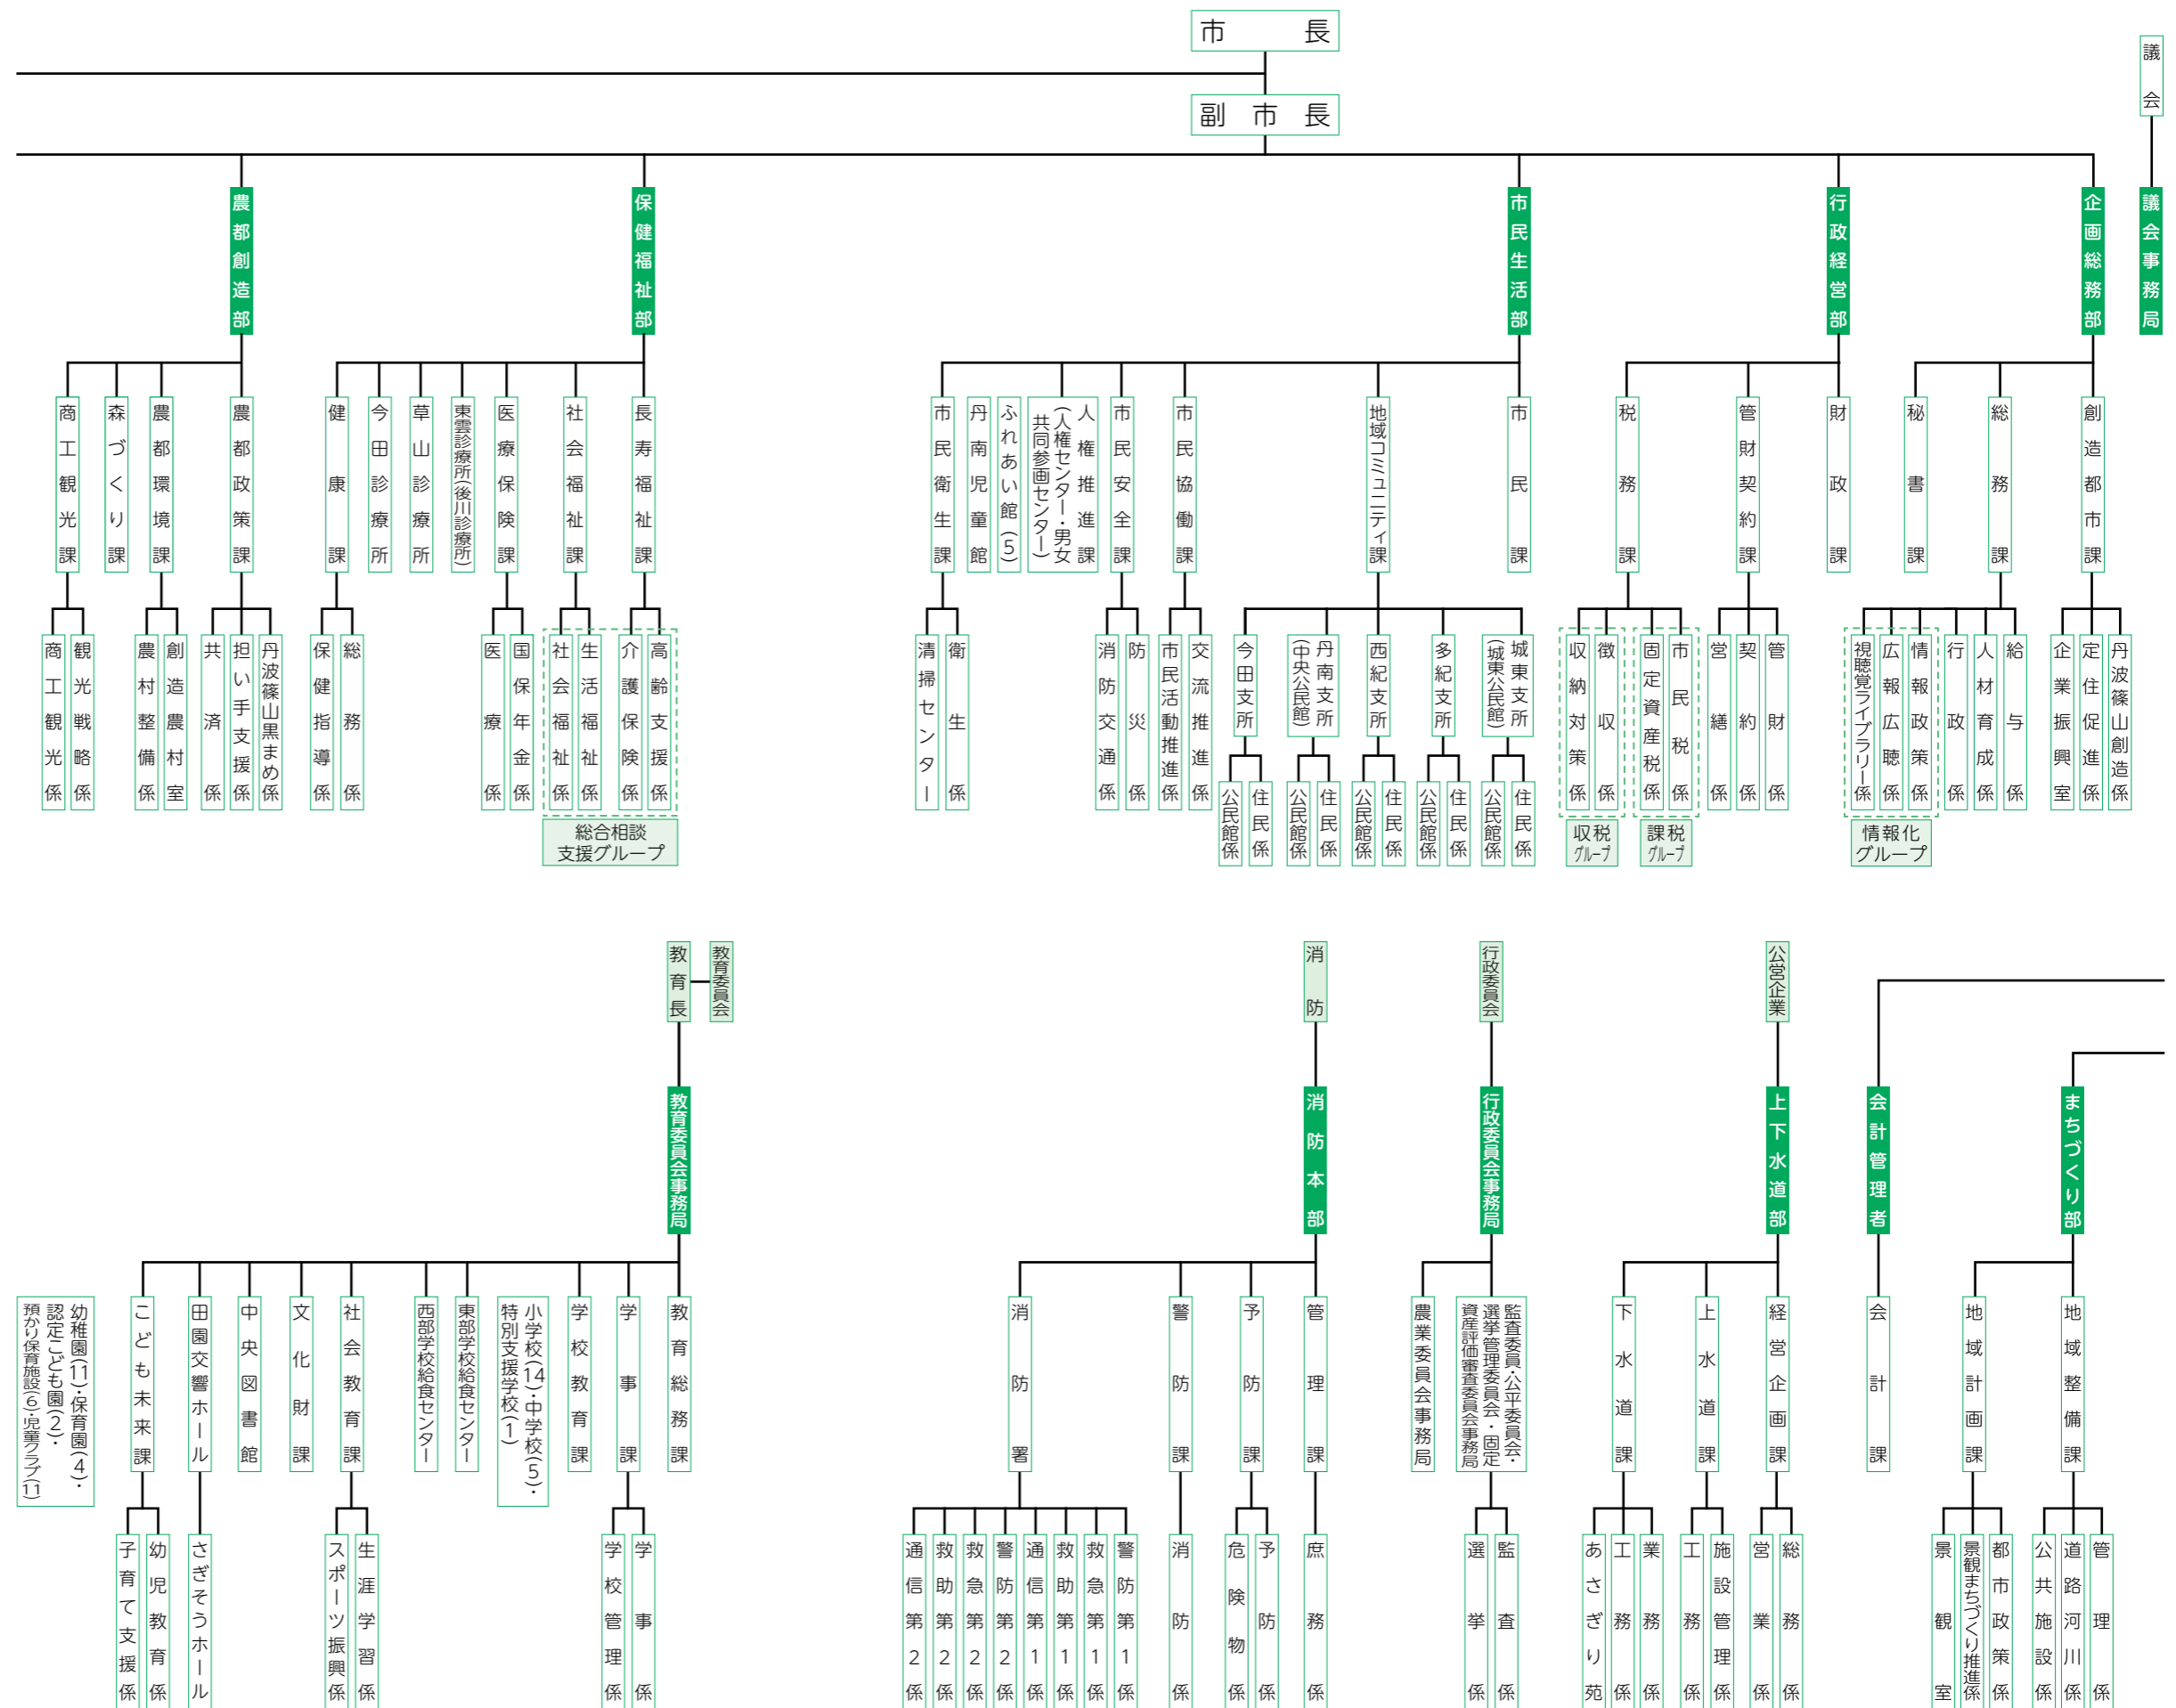 市長
副市長
議会
議会事務局
企画総務部
行政経営部
市民生活部
保健福祉部
農都創造部
創造都市課
総務課
秘書課
財政課
管財契約課
税務課
市民課
地域コミュニティ課
市民協働課
市民安全課
人権推進課
(人権センター・男女
共同参画センター)
ふれあい館(5)
丹南児童館
市民衛生課
長寿福祉課
社会福祉課
医療保険課
東雲診療所(後川診療所)
草山診療所
今田診療所
健康課
農都政策課
農都環境課
森づくり課
商工観光課
丹波篠山創造係
定住促進係
企業振興室
給与係
人材育成係
行政係
情報政策係
広報広聴係
視聴覚ライブラリー係
情報化
グループ
管財係
契約係
営繕係
市民税係
固定資産税係
課税
グループ
徴収係
収納対策係
収税
グループ
城東支所
(城東公民館)
多紀支所
西紀支所
丹南支所
(中央公民館)
今田支所
住民係
公民館係
住民係
公民館係
住民係
公民館係
住民係
公民館係
住民係
公民館係
交流推進係
市民活動推進係
防災係
消防交通係
衛生係
清掃センター
高齢支援係
介護保険係
生活福祉係
社会福祉係
総合相談
支援グループ
国保年金係
医療係
総務係
保健指導係
丹波篠山黒まめ係
担い手支援係
共済係
創造農村室
農村整備係
観光戦略係
商工観光係
まちづくり部
会計管理者
公営企業
上下水道部
行政委員会
行政委員会事務局
消防
消防本部
教育委員会
教育長
教育委員会事務局
地域整備課
地域計画課
会計課
経営企画課
上水道課
下水道課
監査委員・公平委員会・
選挙管理委員会・固定
資産評価審査委員会事務局
農業委員会事務局
管理課
予防課
警防課
消防署
教育総務課
学事課
学校教育課
小学校(14)・中学校(5)・
特別支援学校(1)
東部学校給食センター
西部学校給食センター
社会教育課
文化財課
中央図書館
田園交響ホール
こども未来課
幼稚園(11)・保育園(4)・
認定こども園(2)・
預かり保育施設(6)・児童クラブ(11)
管理係
道路河川係
公共施設係
都市政策係
景観まちづくり推進係
景観室
総務係
営業係
施設管理係
工務係
業務係
工務係
あさぎり苑
監査係
選挙係
庶務係
予防係
危険物係
消防係
警防第1係
救急第1係
救助第1係
通信第1係
警防第2係
救急第2係
救助第2係
通信第2係
学事係
学校管理係
生涯学習係
スポーツ振興係
さぎそうホール
幼児教育係
子育て支援係